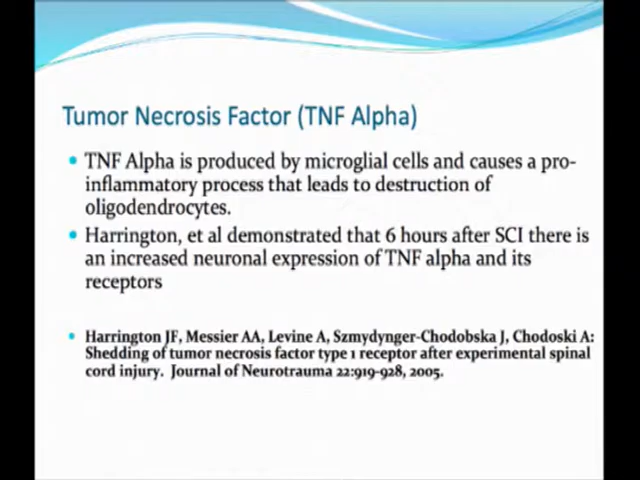 Tumor Necrosis Factor (TNF Alpha)
TNF Alpha is produced by microglial cells and causes a pro-
inflammatory process that leads to destruction of
oligodendrocytes.
Harrington, et al demonstrated that 6 hours after SCI there is
an increased neuronal expression of TNF alpha and its
receptors
Harrington JF, Messier AA, Levine A, Szmydynger-Chodobska J, Chodoski A:
Shedding of tumor necrosis factor type 1 receptor after experimental spinal
cord injury. Journal of Neurotrauma 22:919-928, 2005.